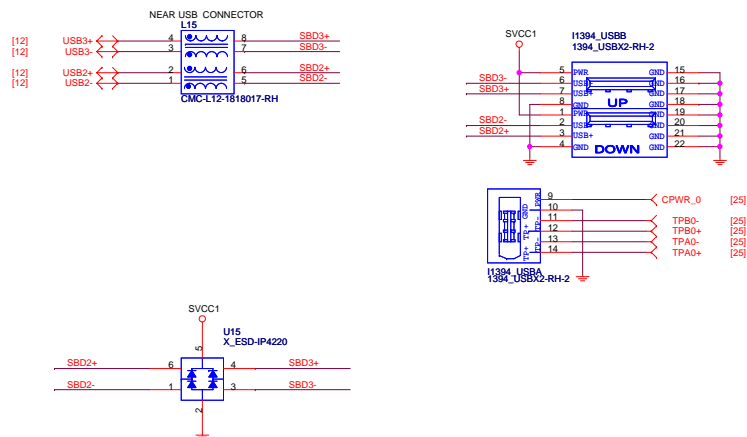 NEAR USB CONNECTOR
L15
[12] USB3+ 4 8 SBD3+
[12] USB3- 3 7 SBD3-
[12] USB2+ 2 6 SBD2+
[12] USB2- 1 5 SBD2-
CMC-L12-1818017-RH
SVCC1
I1394_USBB
1394_USBX2-RH-2
5 PWR GND 15
SBD3- 6 USB- GND 16
SBD3+ 7 USB+ GND 17
8 GND UP GND 18
1 PWR GND 19
SBD2- 2 USB- GND 20
SBD2+ 3 USB+ GND 21
4 GND DOWN GND 22
PWR 9 CPWR_0 [25]
GND 10
TP- 11 TPB0- [25]
TP+ 12 TPB0+ [25]
TP- 13 TPA0- [25]
TP+ 14 TPA0+ [25]
I1394_USBA
1394_USBX2-RH-2
SVCC1
U15
X_ESD-IP4220
5
SBD2+ 6 4 SBD3+
SBD2- 1 3 SBD3-
2